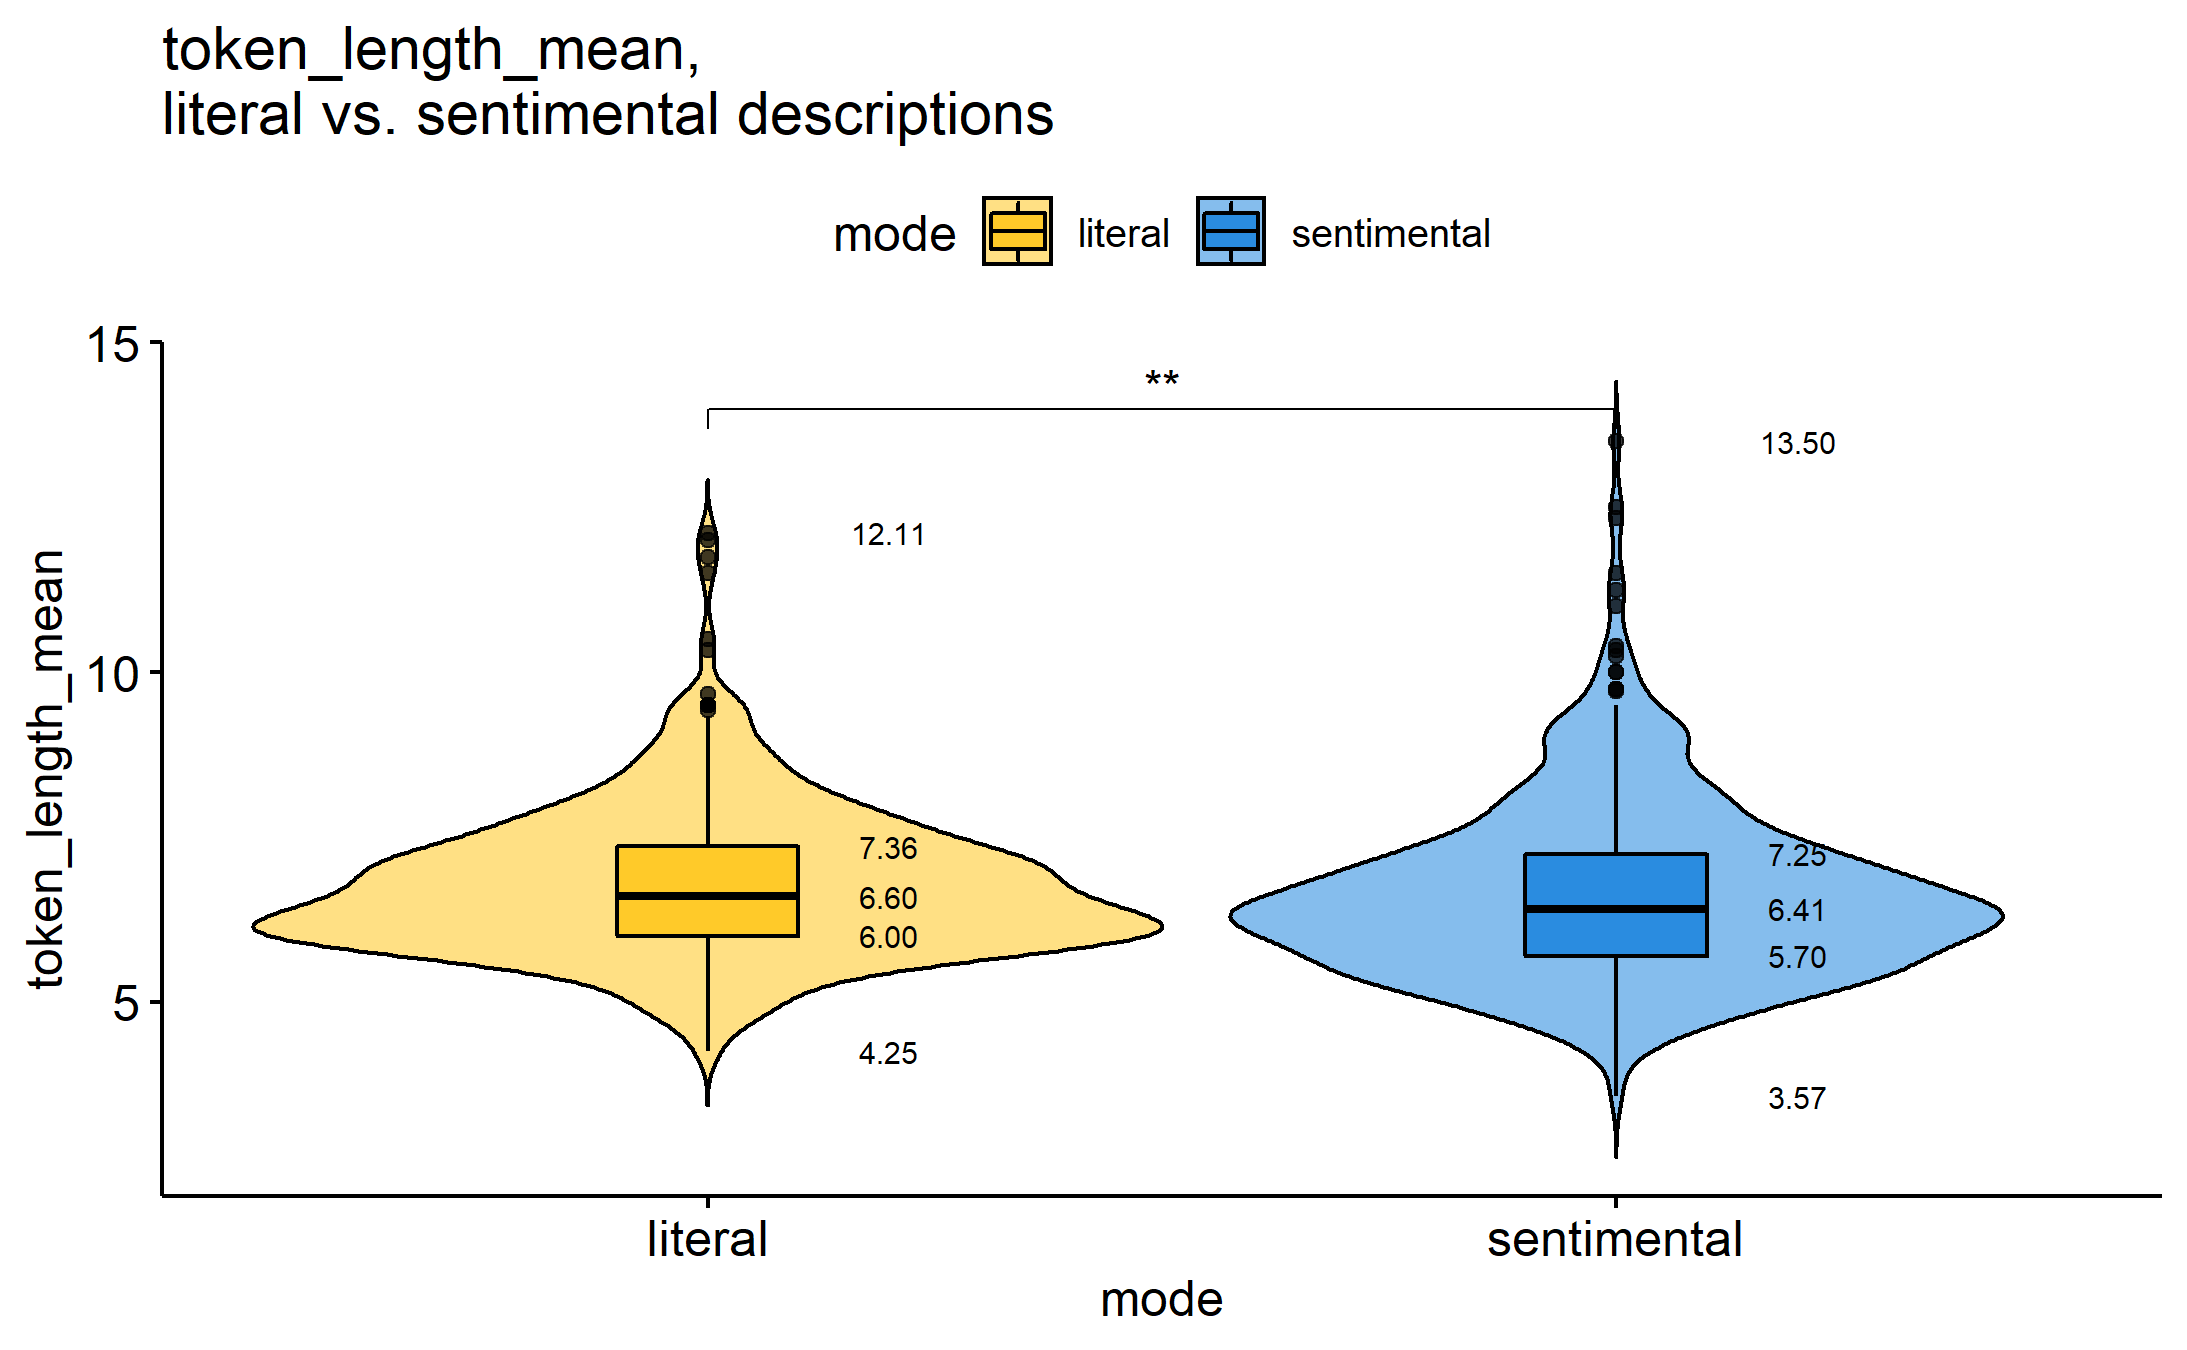 token_length_mean,
literal vs. sentimental descriptions
mode literal sentimental
15
10
5
token_length_mean
**
13.50
12.11
7.36
6.60
6.00
4.25
7.25
6.41
5.70
3.57
literal sentimental
mode